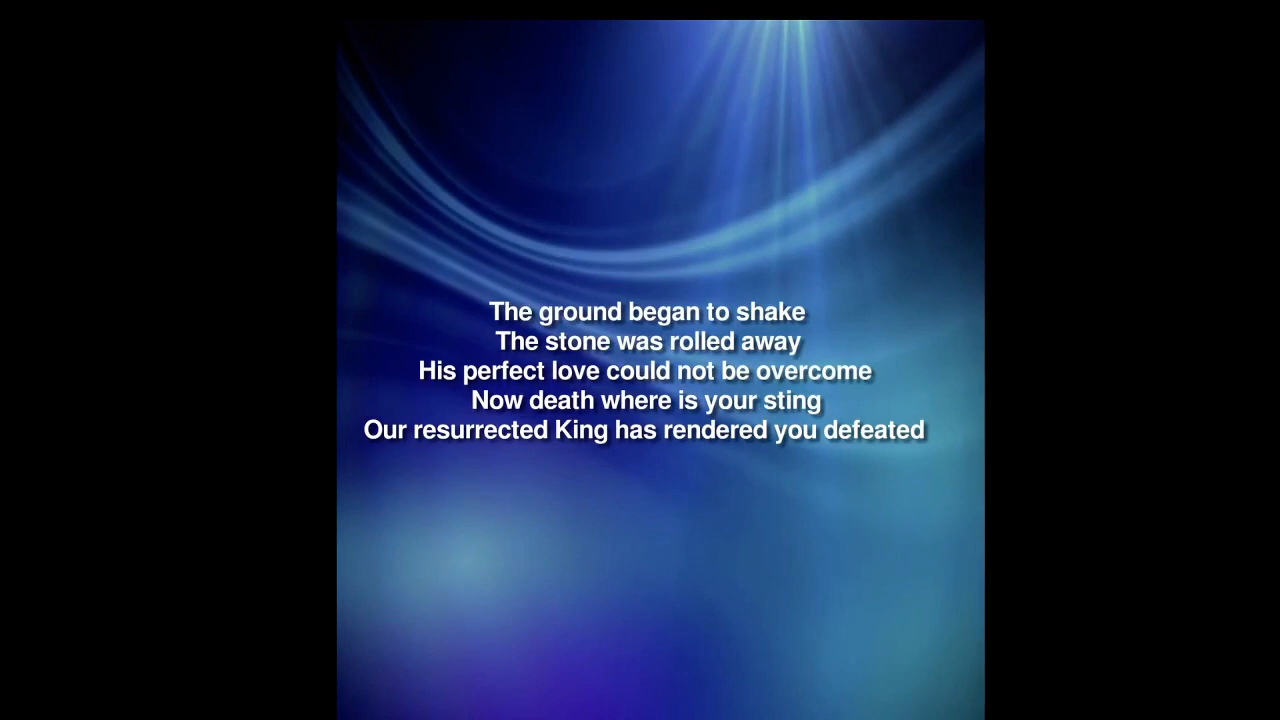 The ground began to shake
The stone was rolled away
His perfect love could not be overcome
Now death where is your sting
Our resurrected King has rendered you defeated